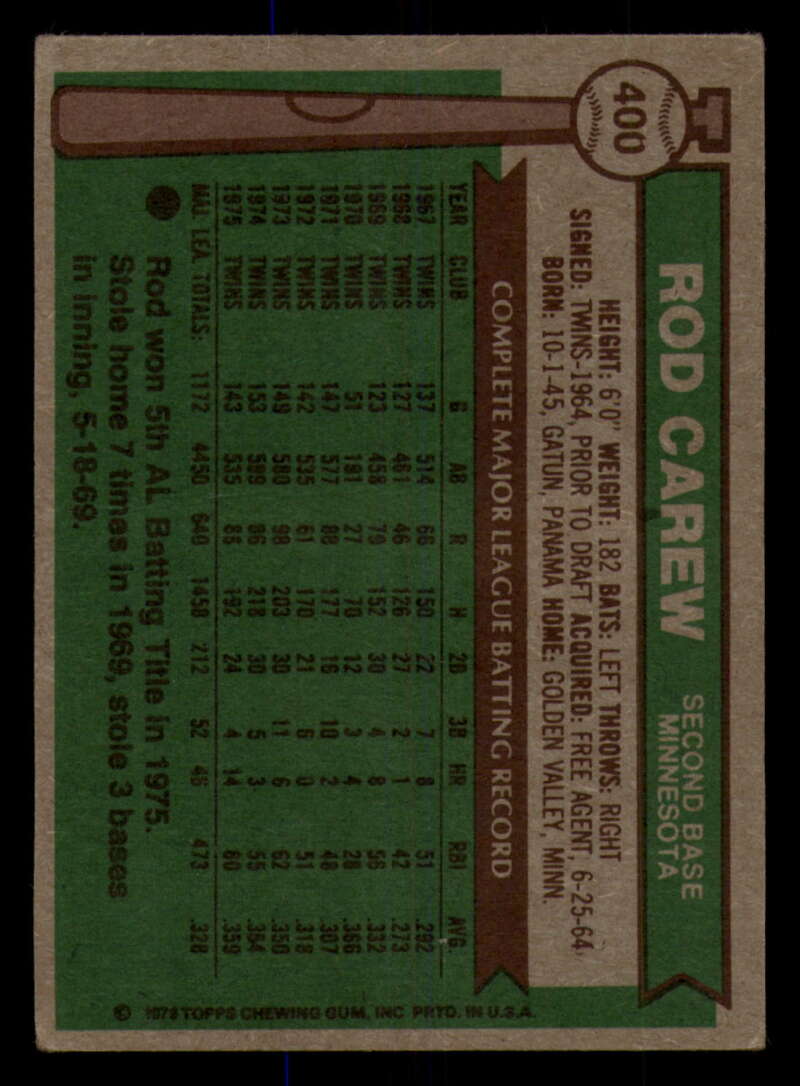 400
ROD CAREW
SECOND BASE
MINNESOTA
HEIGHT: 6'0" WEIGHT: 182 BATS: LEFT THROWS: RIGHT
SIGNED: TWINS-1964, PRIOR TO DRAFT ACQUIRED: FREE AGENT, 6-25-64,
BORN: 10-1-45, GATUN, PANAMA HOME: GOLDEN VALLEY, MINN.
COMPLETE MAJOR LEAGUE BATTING RECORD
YEAR CLUB G AB R H 2B 3B HR RBI AVG.
1967 TWINS 137 514 66 150 22 7 8 51 .292
1968 TWINS 127 461 46 126 27 2 1 42 .273
1969 TWINS 123 458 79 152 30 4 8 56 .332
1970 TWINS 51 191 27 70 12 3 4 28 .366
1971 TWINS 147 577 88 177 16 10 2 48 .307
1972 TWINS 142 535 61 170 21 6 0 51 .318
1973 TWINS 149 580 98 203 30 11 6 62 .350
1974 TWINS 153 599 86 218 30 5 3 55 .364
1975 TWINS 143 535 85 192 24 4 14 80 .359
MAJ. LEA. TOTALS: 1172 4450 640 1458 212 52 46 473 .328
Rod won 5th AL Batting Title in 1975.
Stole home 7 times in 1969, stole 3 bases
in inning, 5-18-69.
© 1976 TOPPS CHEWING GUM, INC. PRTD. IN U.S.A.